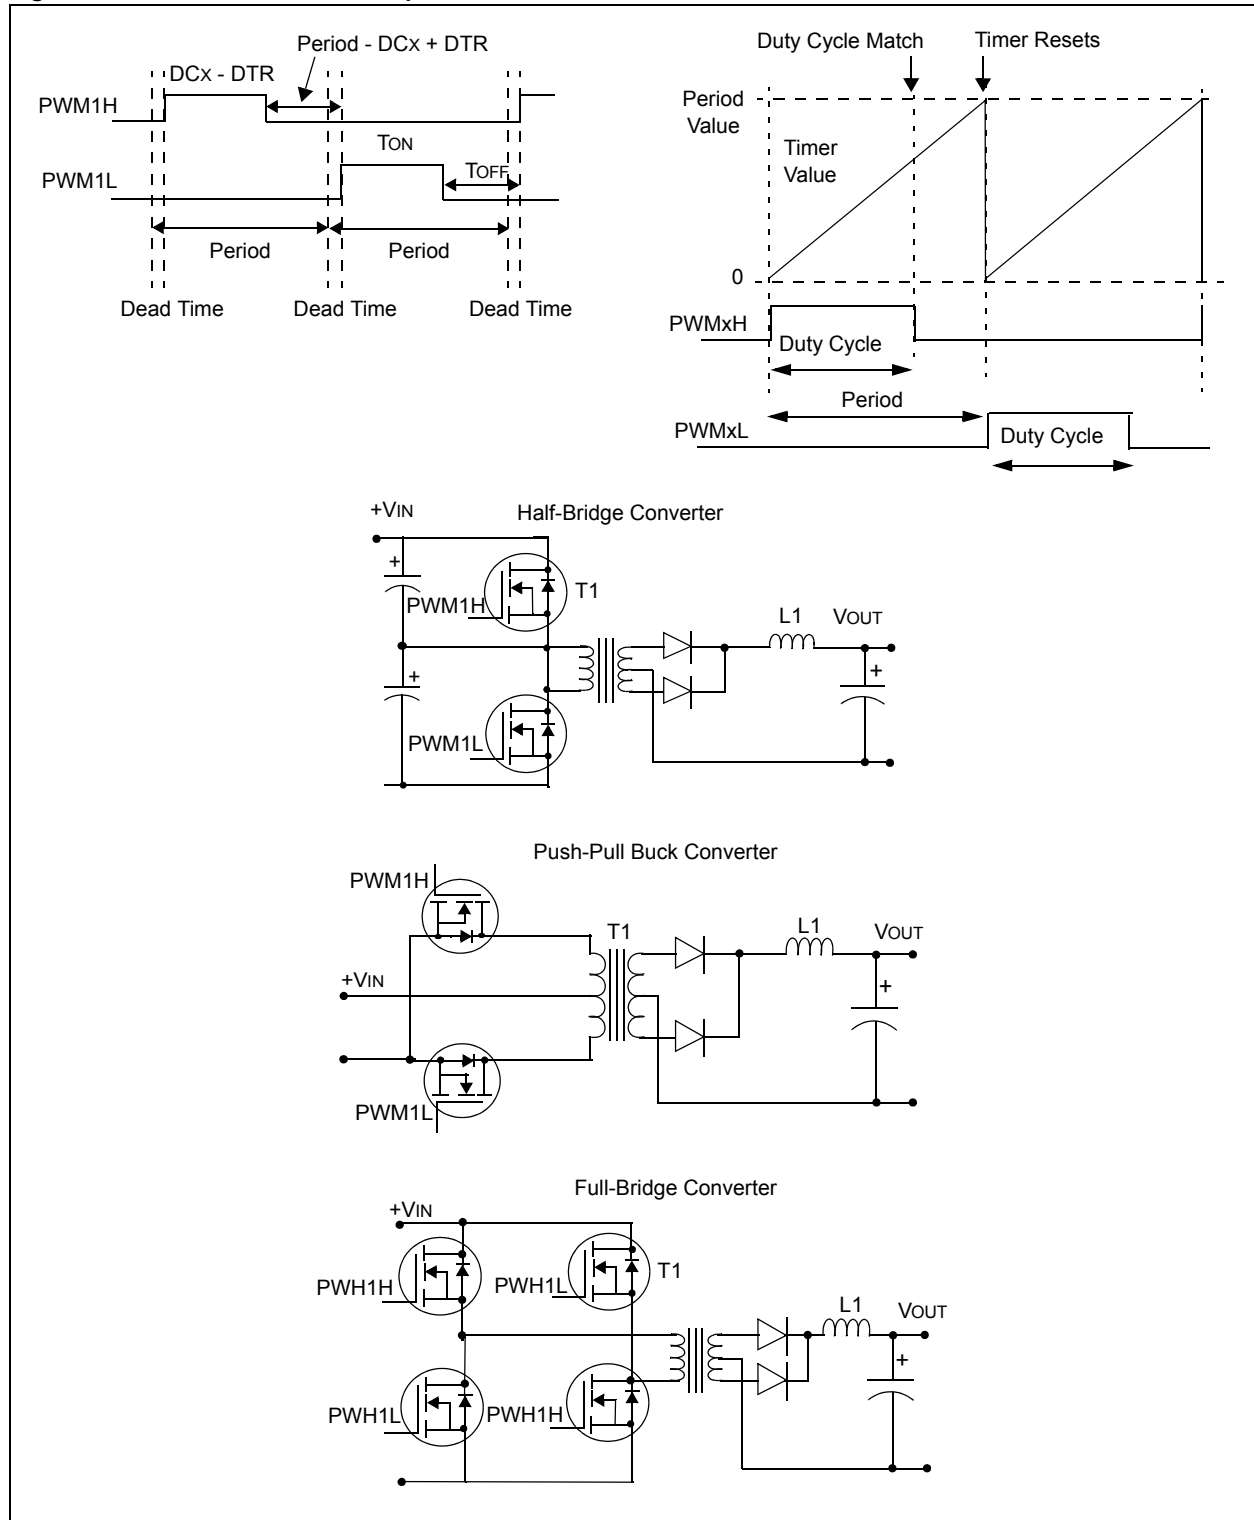 Period - DCX + DTR
DCX - DTR
PWM1H
TON
TOFF
PWM1L
Period
Period
Dead Time
Dead Time
Dead Time
Duty Cycle Match
Timer Resets
Period
Value
Timer
Value
0
PWMxH
Duty Cycle
Period
PWMxL
Duty Cycle
+VIN
Half-Bridge Converter
+
T1
PWM1H
L1
VOUT
+
+
PWM1L
Push-Pull Buck Converter
PWM1H
T1
L1
VOUT
+VIN
+
PWM1L
Full-Bridge Converter
+VIN
PWH1H
PWH1L
T1
L1
VOUT
+
PWH1L
PWH1H